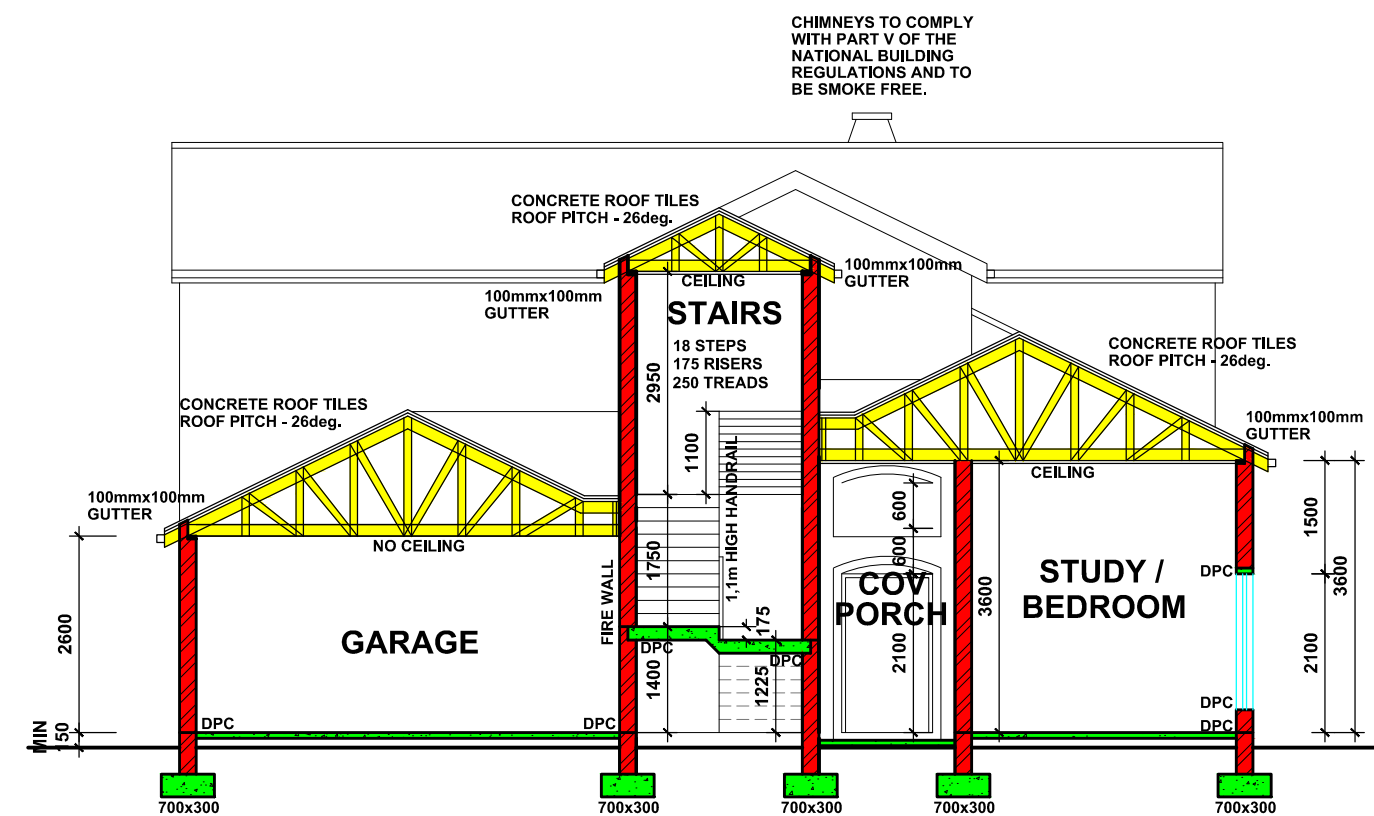 CHIMNEYS TO COMPLY
WITH PART V OF THE
NATIONAL BUILDING
REGULATIONS AND TO
BE SMOKE FREE.
CONCRETE ROOF TILES
ROOF PITCH - 26deg.
100mmx100mm
GUTTER
CEILING
100mmx100mm
GUTTER
STAIRS
18 STEPS
175 RISERS
250 TREADS
2950
1100
1,1m HIGH HANDRAIL
1750
175
DPC
DPC
1400
1225
CONCRETE ROOF TILES
ROOF PITCH - 26deg.
100mmx100mm
GUTTER
NO CEILING
FIRE WALL
GARAGE
2600
MIN
150
DPC
DPC
CONCRETE ROOF TILES
ROOF PITCH - 26deg.
100mmx100mm
GUTTER
CEILING
600
600
COV
PORCH
2100
3600
STUDY /
BEDROOM
DPC
DPC
DPC
1500
2100
3600
700x300
700x300
700x300
700x300
700x300